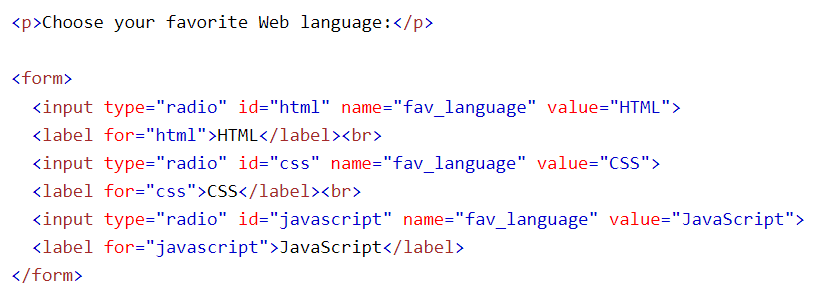 <p>Choose your favorite Web language:</p>
<form>
<input type="radio" id="html" name="fav_language" value="HTML">
<label for="html">HTML</label><br>
<input type="radio" id="css" name="fav_language" value="CSS">
<label for="css">CSS</label><br>
<input type="radio" id="javascript" name="fav_language" value="JavaScript">
<label for="javascript">JavaScript</label>
</form>